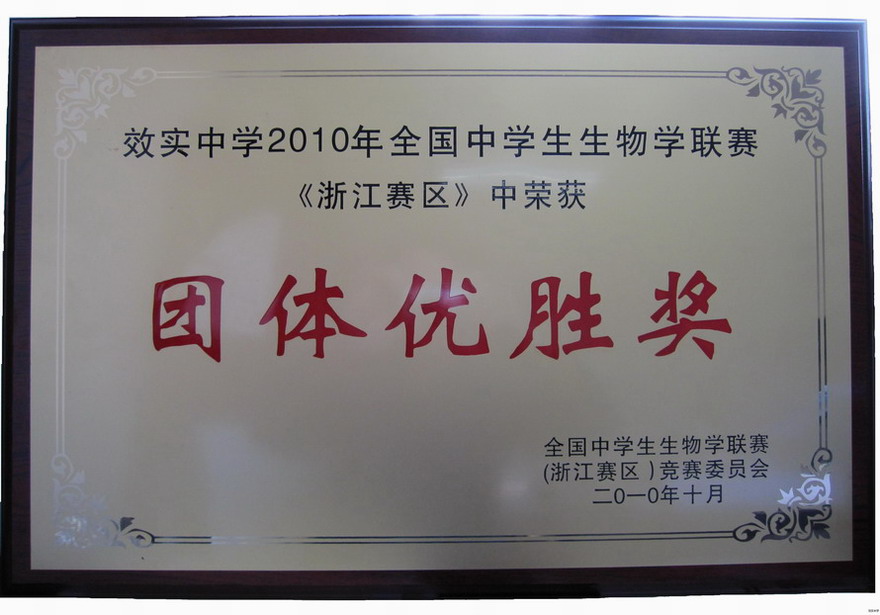 效实中学2010年全国中学生生物学联赛
《浙江赛区》中荣获
团体优胜奖
全国中学生生物学联赛
(浙江赛区)竞赛委员会
二0一0年十月